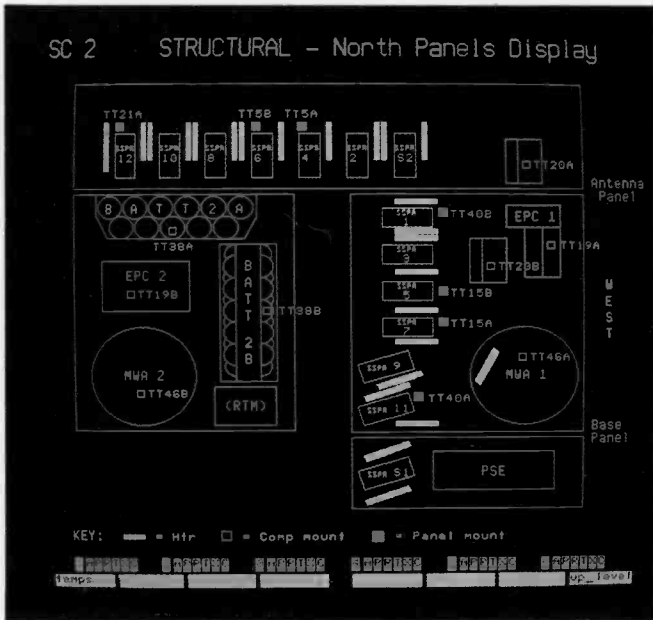 SC 2 STRUCTURAL - North Panels Display
TT21A TT5B TT5A
SSPA 12
SSPA 10
SSPA 8
SSPA 6
SSPA 4
SSPA 2
SSPA S2
TT20A
Antenna Panel
BATT2A
TT38A
EPC 2
TT19B
BATT 2B
TT38B
MWA 2
TT46B
(RTM)
SSPA 1
TT40B
EPC 1
SSPA 3
TT20B
TT19A
SSPA 5
TT15B
SSPA 7
TT15A
WEST
SSPA 9
TT46A
MWA 1
SSPA 11
TT40A
Base Panel
SSPA S1
PSE
KEY: = Htr = Comp mount = Panel mount
temps up_level